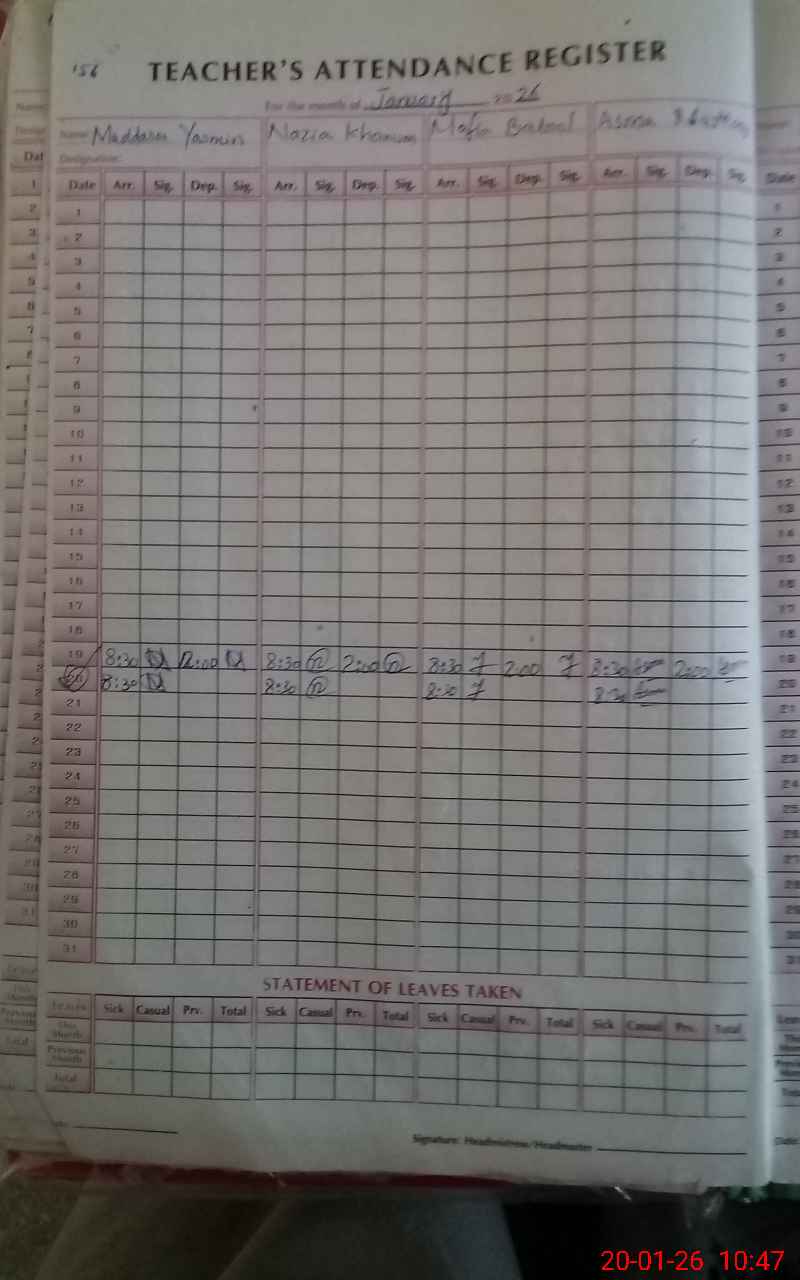 156
TEACHER'S ATTENDANCE REGISTER
For the month of January 2026
Name Yasmin Nazia Khanum Asma
Designation
Date Arr. Sig. Dep. Sig. Arr. Sig. Dep. Sig. Arr. Sig. Dep. Sig. Arr. Sig. Dep. Sig.
1
2
3
4
5
6
7
8
9
10
11
12
13
14
15
16
17
18
19 8:30 2:00 8:30 2:00 8:30 2:00 8:30 2:00
20 8:30 8:30 8:30 8:30
21
22
23
24
25
26
27
28
29
30
31
STATEMENT OF LEAVES TAKEN
Leaves Sick Casual Prv. Total Sick Casual Prv. Total Sick Casual Prv. Total Sick Casual Prv. Total
This Month
Previous Month
Total
Signature: Headmistress/Headmaster
20-01-26 10:47